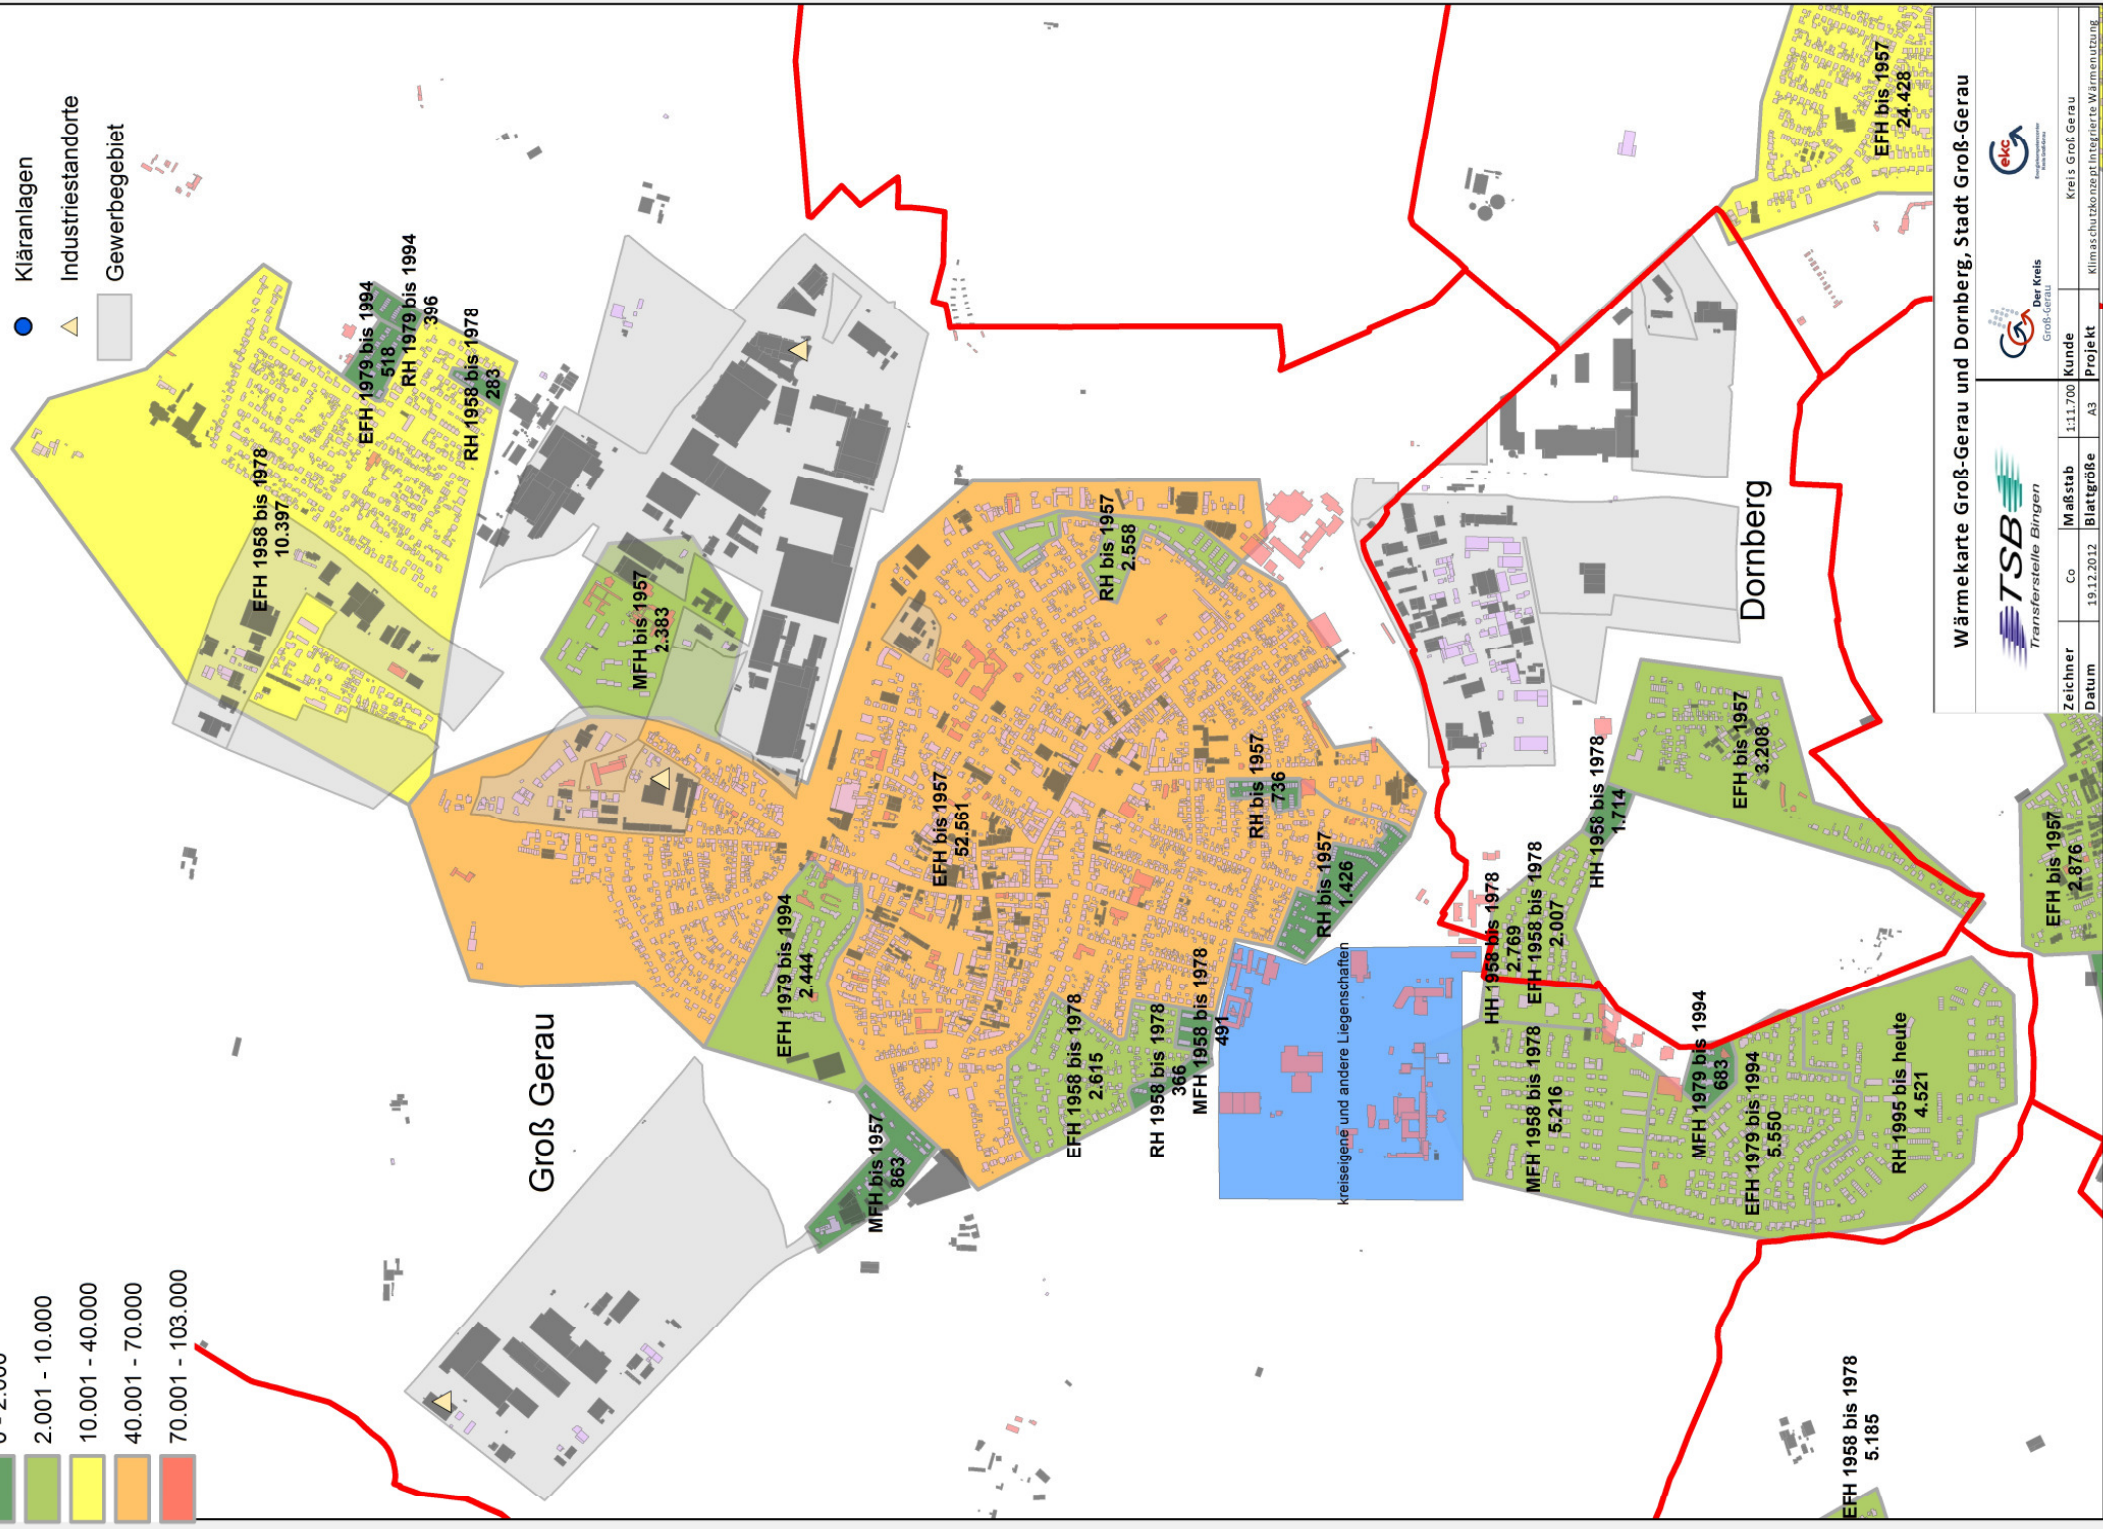 Kläranlagen
Industriestandorte
Gewerbegebiet
2.001 - 10.000
10.001 - 40.000
40.001 - 70.000
70.001 - 103.000
Groß Gerau
Dornberg
EFH 1958 bis 1978
10.397
EFH 1979 bis 1994
518
RH 1979 bis 1994
396
RH 1958 bis 1978
283
MFH bis 1957
2.383
EFH 1979 bis 1994
2.444
MFH bis 1957
863
EFH bis 1957
52.561
RH bis 1957
2.558
RH bis 1957
736
RH bis 1957
1.426
EFH 1958 bis 1978
2.615
RH 1958 bis 1978
366
MFH 1958 bis 1978
491
kreiseigene und andere Liegenschaften
HH 1958 bis 1978
2.769
EFH 1958 bis 1978
2.007
HH 1958 bis 1978
1.714
EFH bis 1957
3.208
MFH 1958 bis 1978
5.216
MFH 1979 bis 1994
683
EFH 1979 bis 1994
5.550
RH 1995 bis heute
4.521
EFH bis 1957
2.876
EFH bis 1957
24.428
EFH 1958 bis 1978
5.185
Wärmekarte Groß-Gerau und Dornberg, Stadt Groß-Gerau
TSB
Transferstelle Bingen
Der Kreis
Groß-Gerau
ekc
Zeichner Co Maßstab 1:11.700 Kunde Kreis Groß Gerau
Datum 19.12.2012 Blattgröße A3 Projekt Klimaschutzkonzept Integrierte Wärmenutzung